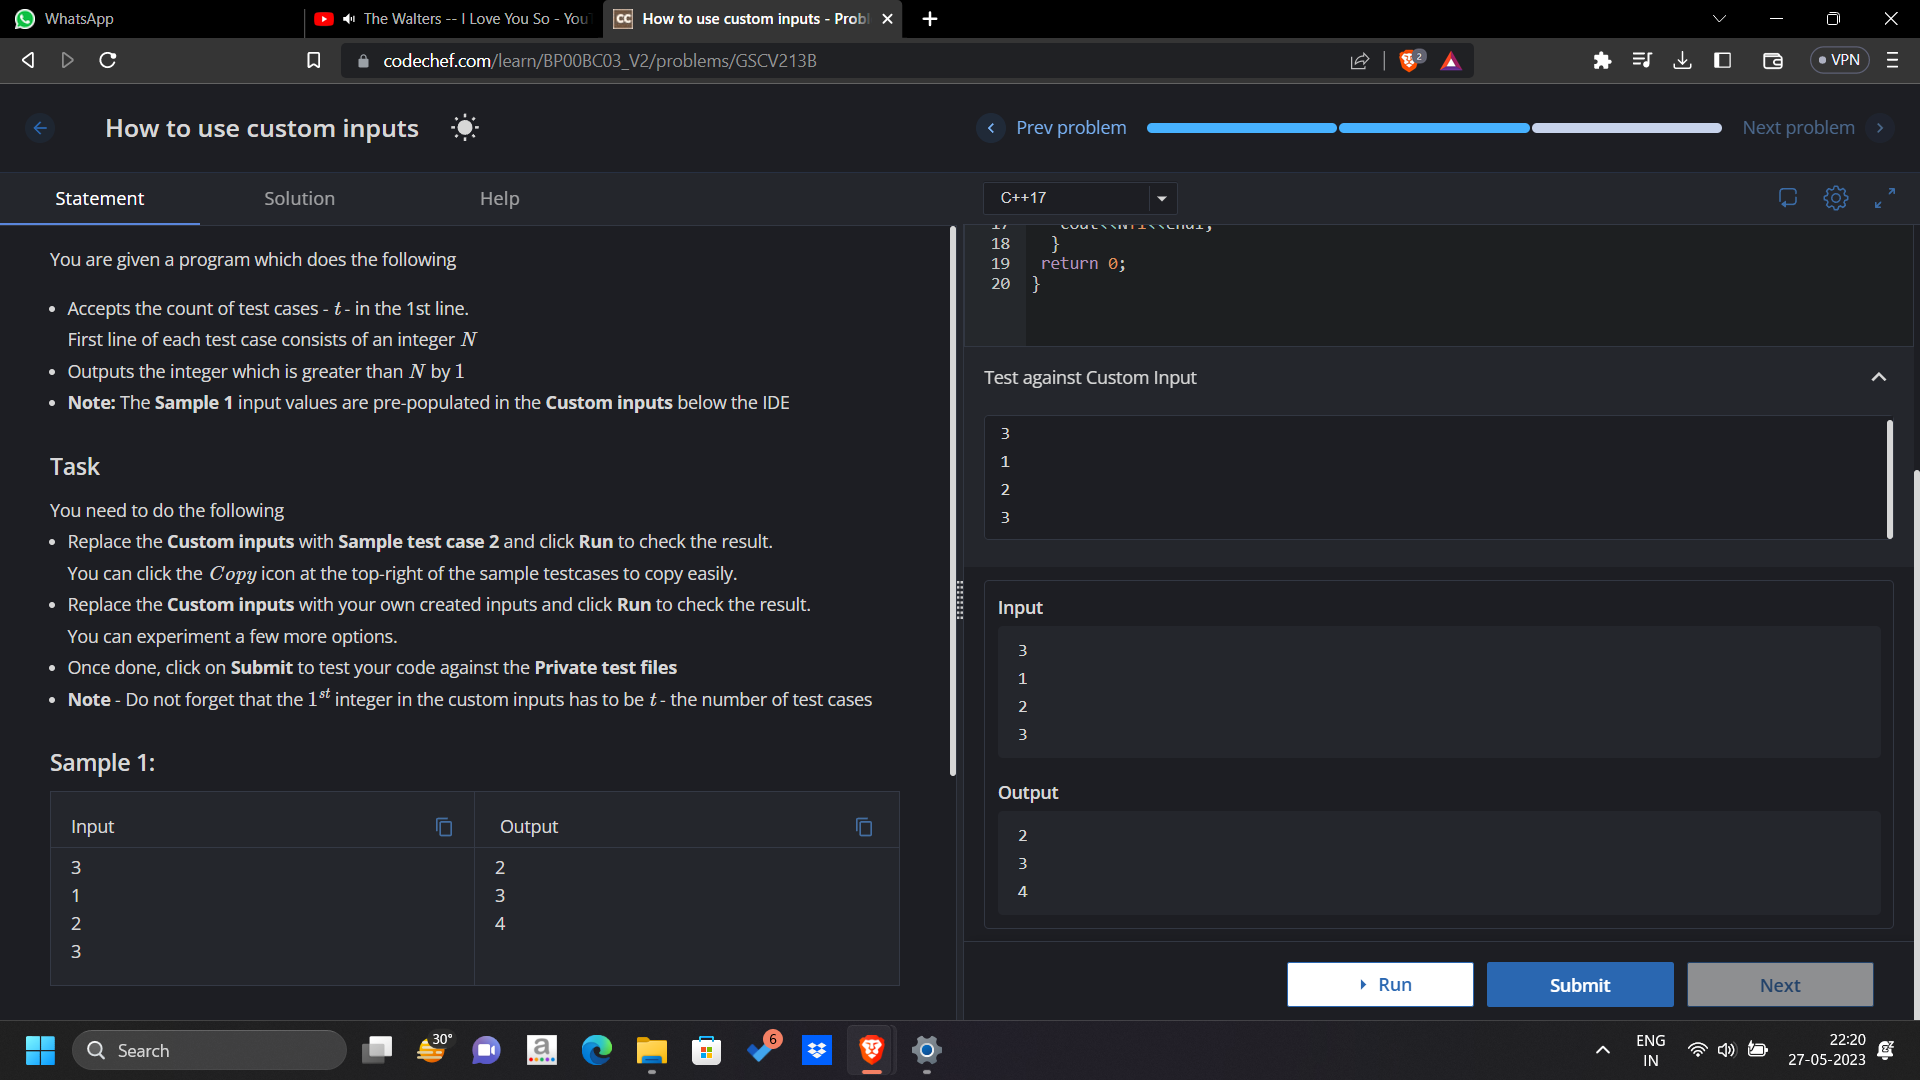 WhatsApp
The Walters -- I Love You So - You
CC How to use custom inputs - Probl
codechef.com/learn/BP00BC03_V2/problems/GSCV213B
2
VPN
How to use custom inputs
Prev problem
Next problem
Statement
Solution
Help
You are given a program which does the following
• Accepts the count of test cases - t - in the 1st line.
First line of each test case consists of an integer N
• Outputs the integer which is greater than N by 1
• Note: The Sample 1 input values are pre-populated in the Custom inputs below the IDE
Task
You need to do the following
• Replace the Custom inputs with Sample test case 2 and click Run to check the result.
You can click the Copy icon at the top-right of the sample testcases to copy easily.
• Replace the Custom inputs with your own created inputs and click Run to check the result.
You can experiment a few more options.
• Once done, click on Submit to test your code against the Private test files
• Note - Do not forget that the 1st integer in the custom inputs has to be t - the number of test cases
Sample 1:
Input
Output
3
1
2
3
2
3
4
C++17
18 }
19 return 0;
20 }
Test against Custom Input
3
1
2
3
Input
3
1
2
3
Output
2
3
4
Run
Submit
Next
Search
30°
a
6
ENG
IN
22:20
27-05-2023